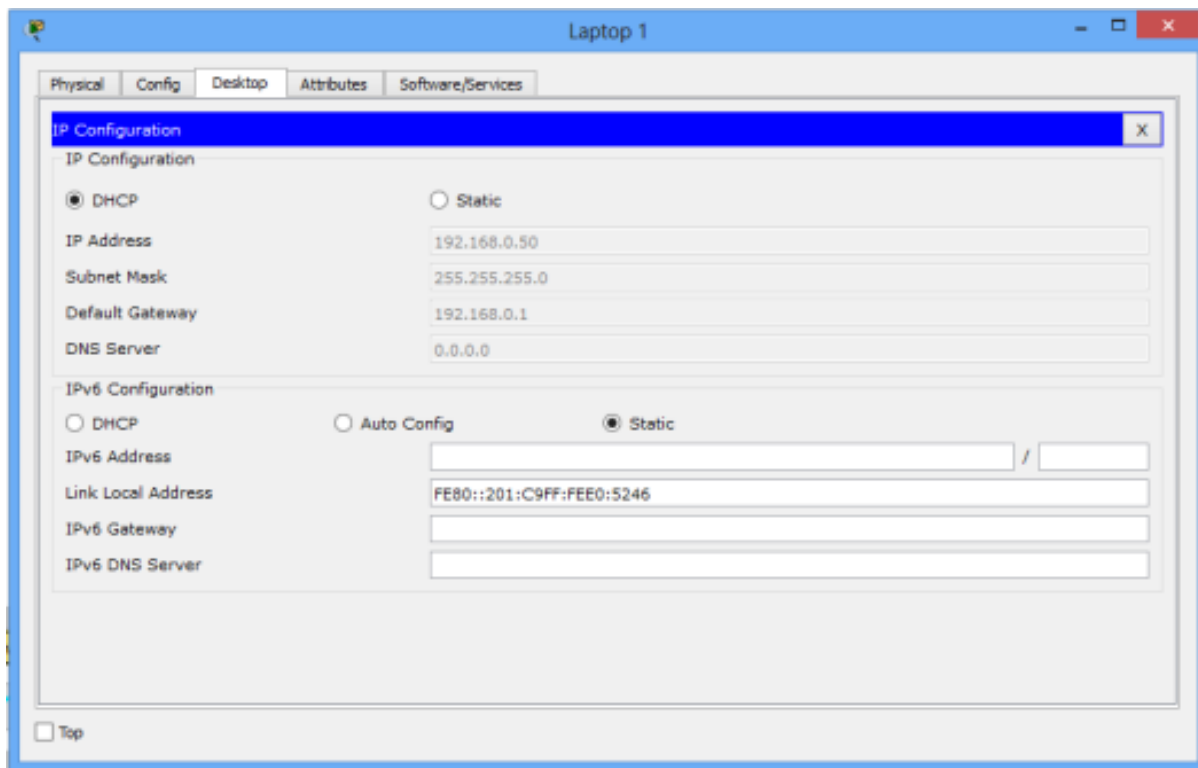 Laptop 1
Physical Config Desktop Attributes Software/Services
IP Configuration X
IP Configuration
DHCP Static
IP Address 192.168.0.50
Subnet Mask 255.255.255.0
Default Gateway 192.168.0.1
DNS Server 0.0.0.0
IPv6 Configuration
DHCP Auto Config Static
IPv6 Address /
Link Local Address FE80::201:C9FF:FEE0:5246
IPv6 Gateway
IPv6 DNS Server
Top